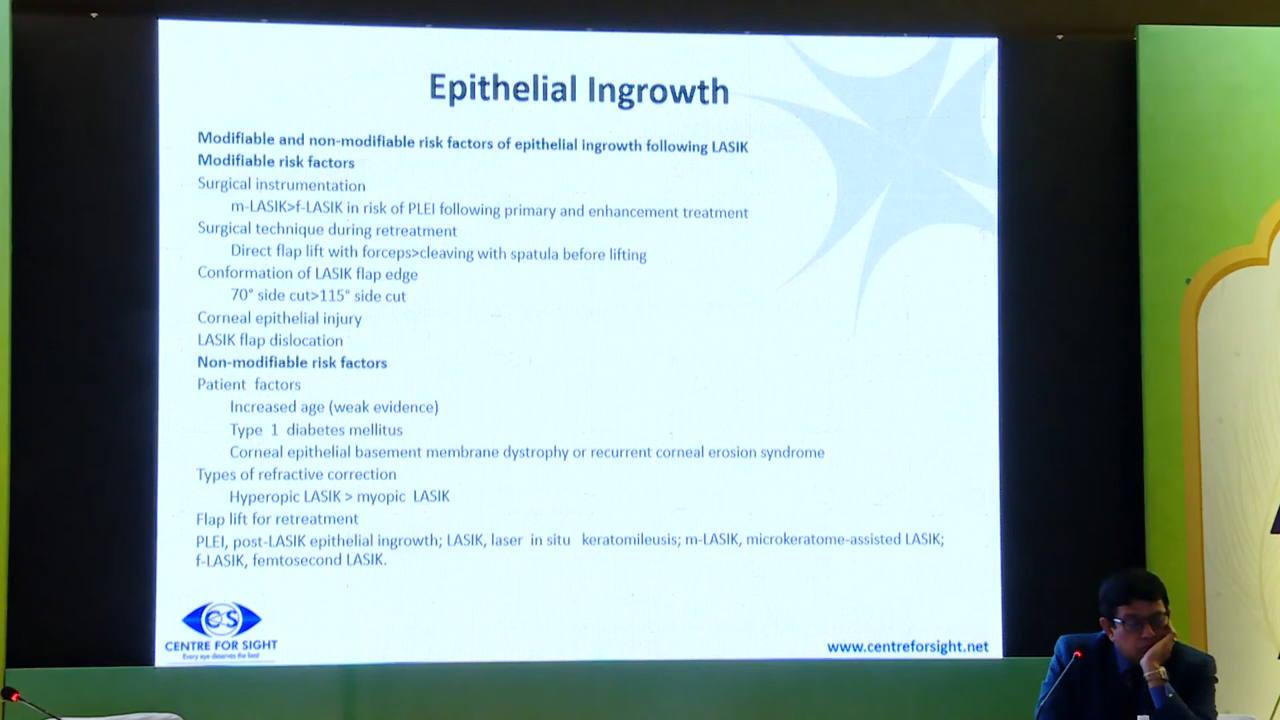 Epithelial Ingrowth
Modifiable and non-modifiable risk factors of epithelial ingrowth following LASIK
Modifiable risk factors
Surgical instrumentation
m-LASIK>f-LASIK in risk of PLEI following primary and enhancement treatment
Surgical technique during retreatment
Direct flap lift with forceps>cleaving with spatula before lifting
Conformation of LASIK flap edge
70° side cut>115° side cut
Corneal epithelial injury
LASIK flap dislocation
Non-modifiable risk factors
Patient factors
Increased age (weak evidence)
Type 1 diabetes mellitus
Corneal epithelial basement membrane dystrophy or recurrent corneal erosion syndrome
Types of refractive correction
Hyperopic LASIK > myopic LASIK
Flap lift for retreatment
PLEI, post-LASIK epithelial ingrowth; LASIK, laser in situ keratomileusis; m-LASIK, microkeratome-assisted LASIK;
f-LASIK, femtosecond LASIK.
CFS
CENTRE FOR SIGHT
Every eye deserves the best
www.centreforsight.net